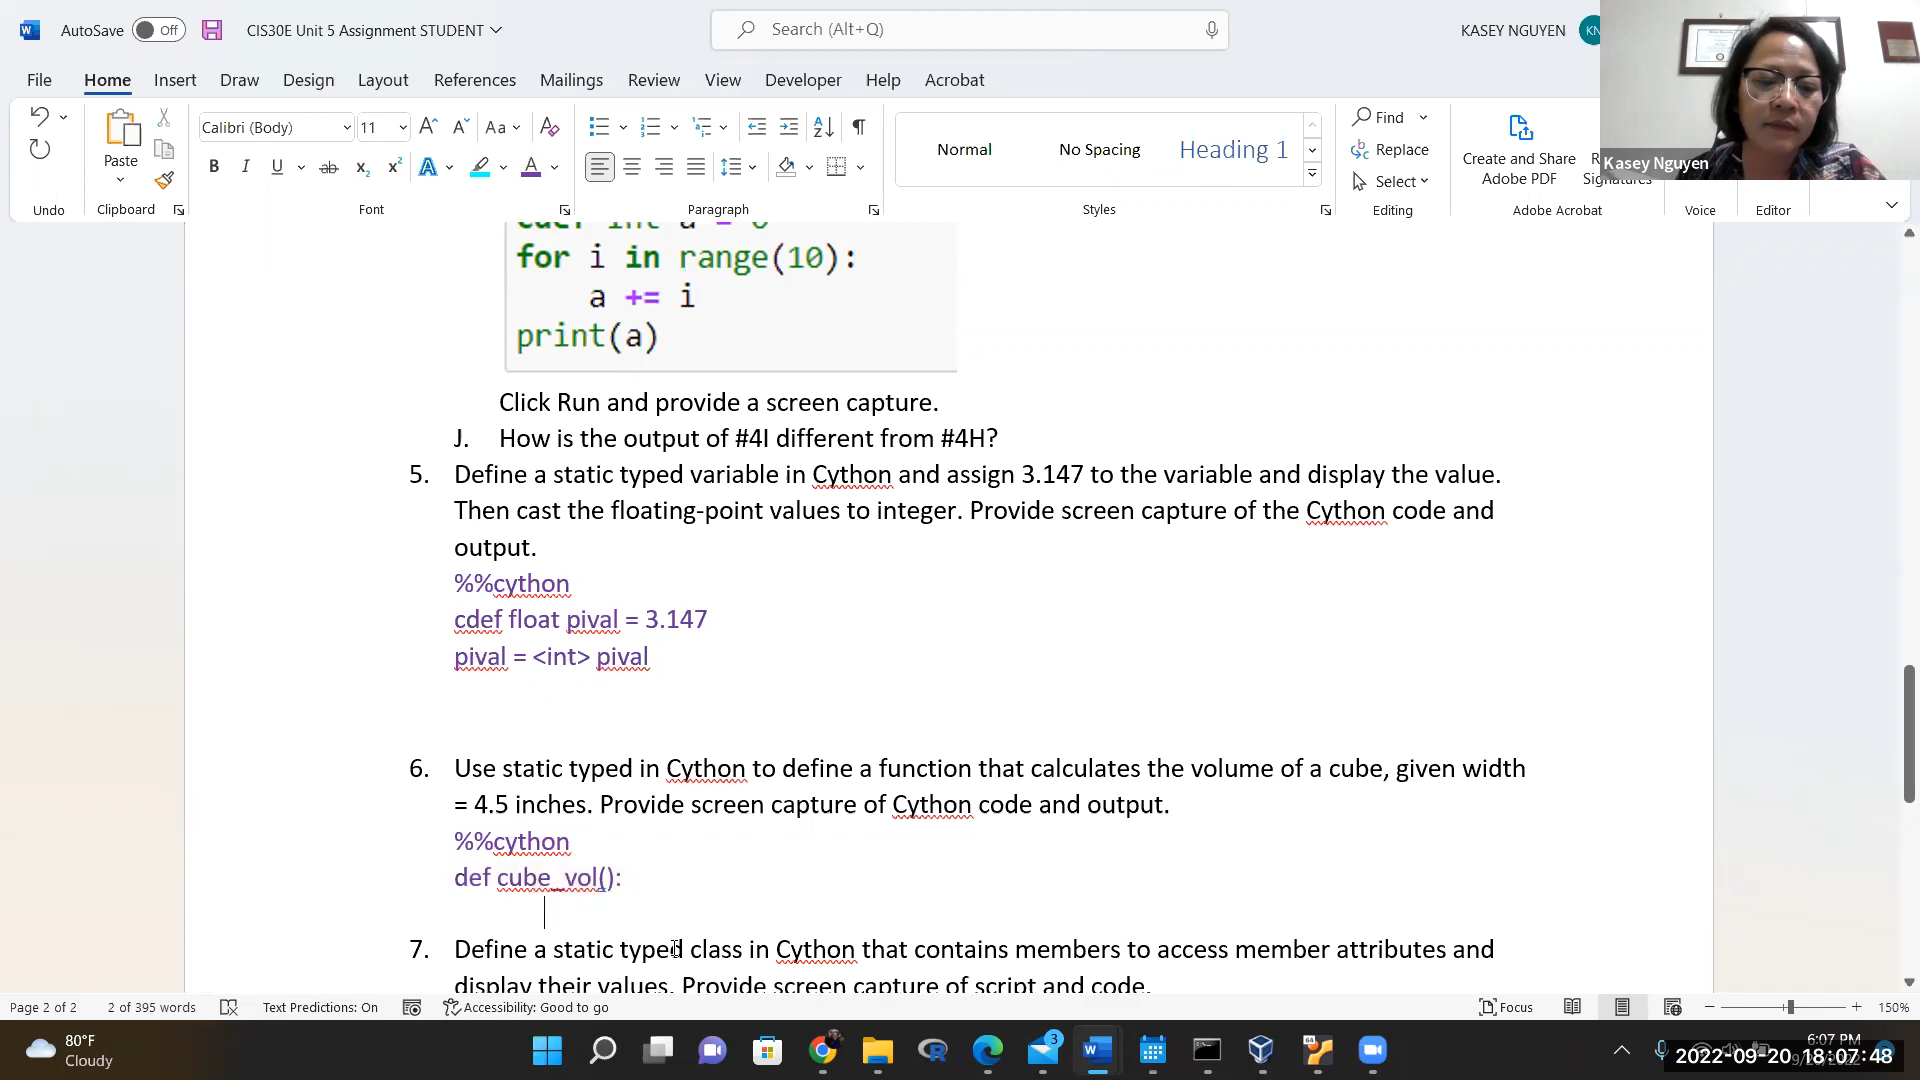 AutoSave Off CIS30E Unit 5 Assignment STUDENT Search (Alt+Q) KASEY NGUYEN
File Home Insert Draw Design Layout References Mailings Review View Developer Help Acrobat
Calibri (Body) 11 Aa
Paste
Normal No Spacing Heading 1
Find
Replace
Select
Create and Share
Adobe PDF
Kasey Nguyen
Undo Clipboard Font Paragraph Styles Editing Adobe Acrobat Voice Editor
cdef int a = 0
for i in range(10):
a += i
print(a)
Click Run and provide a screen capture.
J. How is the output of #4I different from #4H?
5. Define a static typed variable in Cython and assign 3.147 to the variable and display the value.
Then cast the floating-point values to integer. Provide screen capture of the Cython code and
output.
%%cython
cdef float pival = 3.147
pival = <int> pival
6. Use static typed in Cython to define a function that calculates the volume of a cube, given width
= 4.5 inches. Provide screen capture of Cython code and output.
%%cython
def cube_vol():
7. Define a static typed class in Cython that contains members to access member attributes and
display their values. Provide screen capture of script and code.
Page 2 of 2 2 of 395 words Text Predictions: On Accessibility: Good to go Focus 150%
80°F
Cloudy
3
64
6:07 PM
2022-09-20 18:07:48